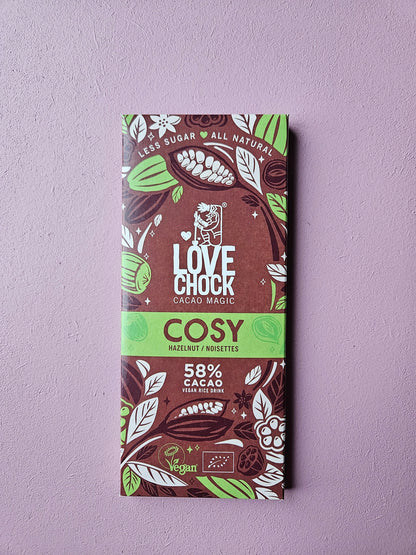 LESS SUGAR ♥ ALL NATURAL
®
LOVE
CHOCK
CACAO MAGIC
COSY
HAZELNUT / NOISETTES
58%
CACAO
VEGAN RICE DRINK
Vegan